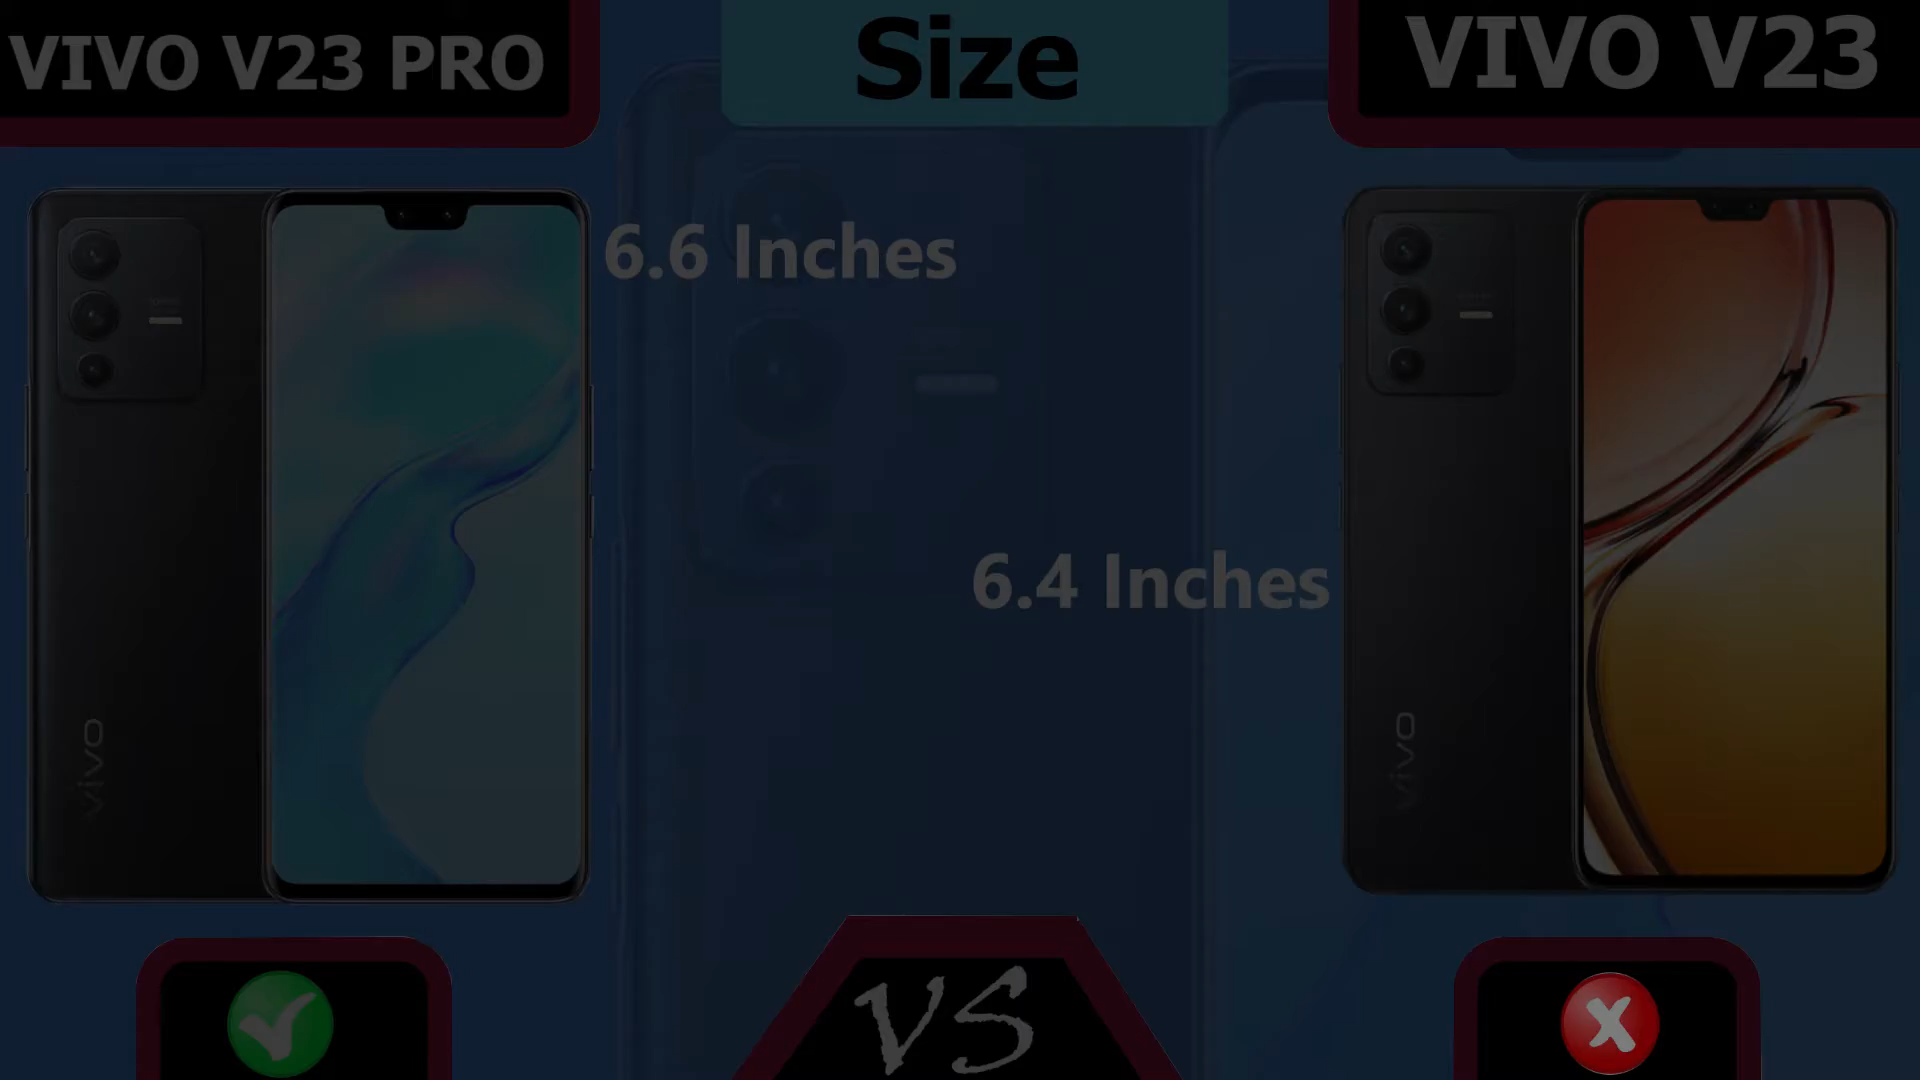 VIVO V23 PRO
Size
VIVO V23
6.6 Inches
6.4 Inches
vivo
vivo
VS